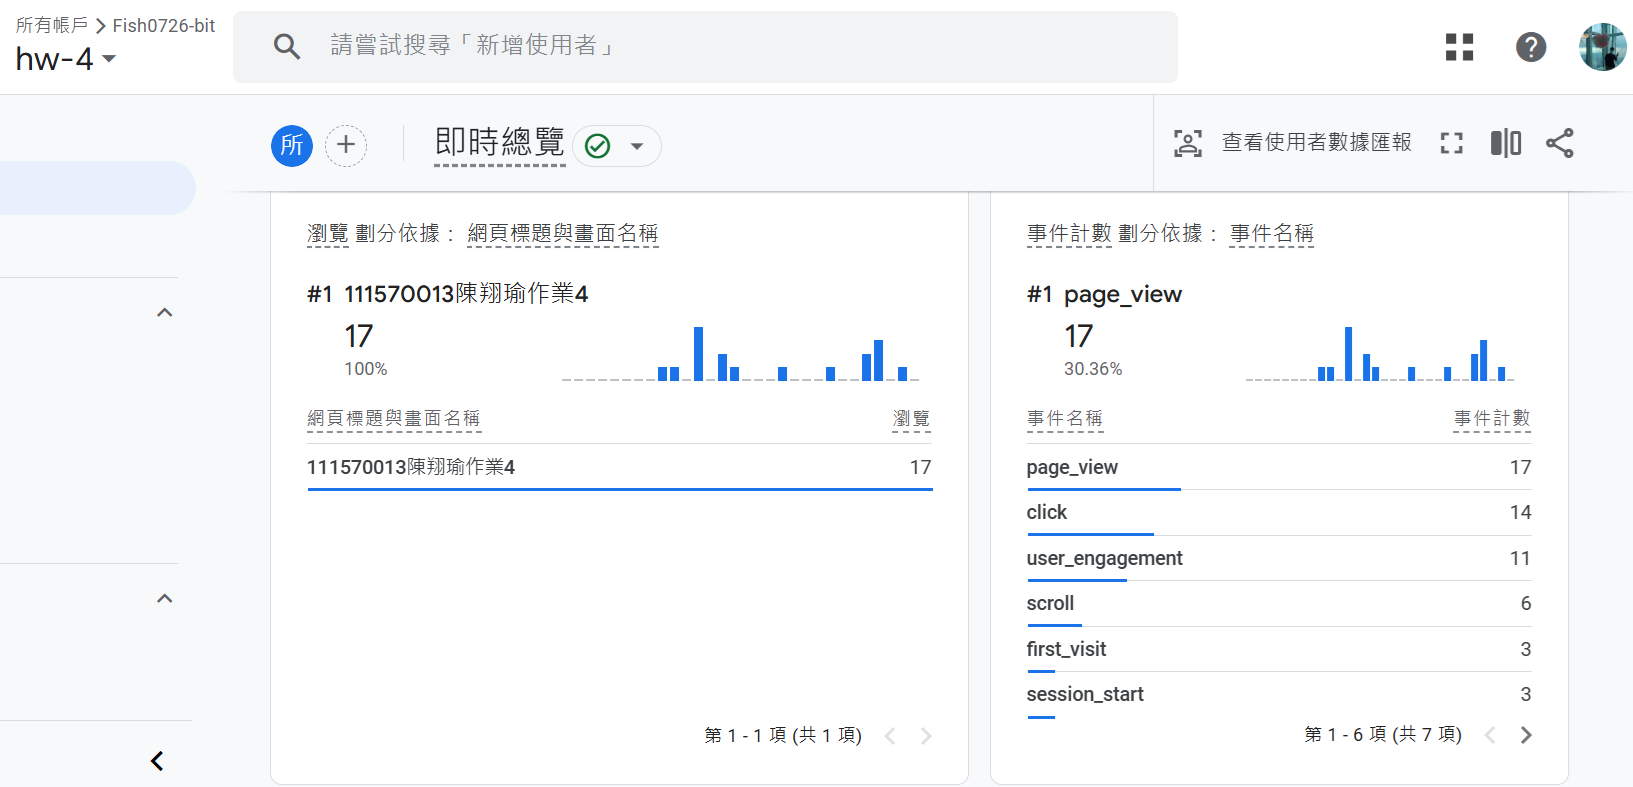 所有帳戶 > Fish0726-bit
hw-4
請嘗試搜尋「新增使用者」
所
即時總覽
查看使用者數據匯報
瀏覽 劃分依據： 網頁標題與畫面名稱
#1 111570013陳翔瑜作業4
17
100%
網頁標題與畫面名稱 瀏覽
111570013陳翔瑜作業4 17
第 1 - 1 項 (共 1 項)
事件計數 劃分依據： 事件名稱
#1 page_view
17
30.36%
事件名稱 事件計數
page_view 17
click 14
user_engagement 11
scroll 6
first_visit 3
session_start 3
第 1 - 6 項 (共 7 項)